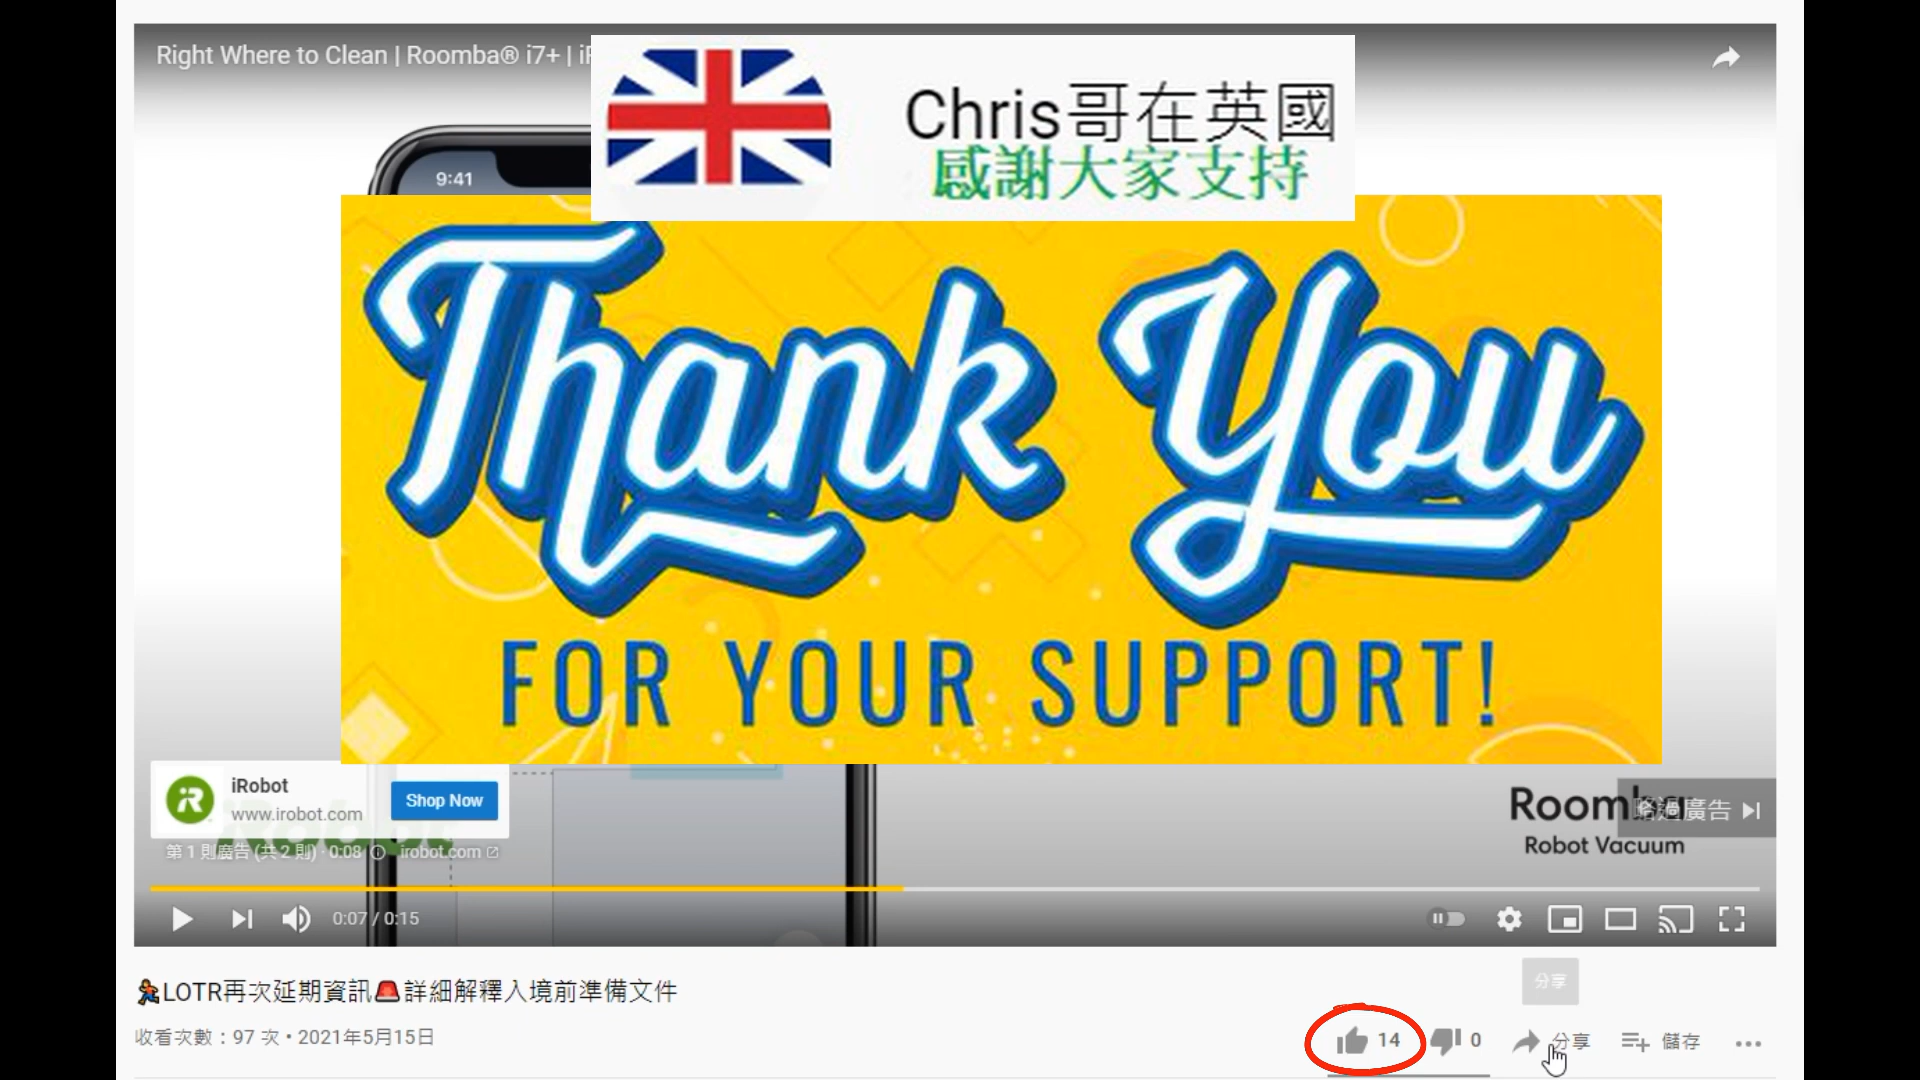 Right Where to Clean | Roomba® i7+ | iR
Chris哥在英國
感謝大家支持
9:41
Thank You
FOR YOUR SUPPORT!
iRobot
www.irobot.com
Shop Now
Roomba
略過廣告
Robot Vacuum
第 1 則廣告 (共 2 則) · 0:08 irobot.com
0:07 / 0:15
分享
🏃LOTR再次延期資訊🚨詳細解釋入境前準備文件
收看次數：97 次 • 2021年5月15日
14 0 分享 儲存